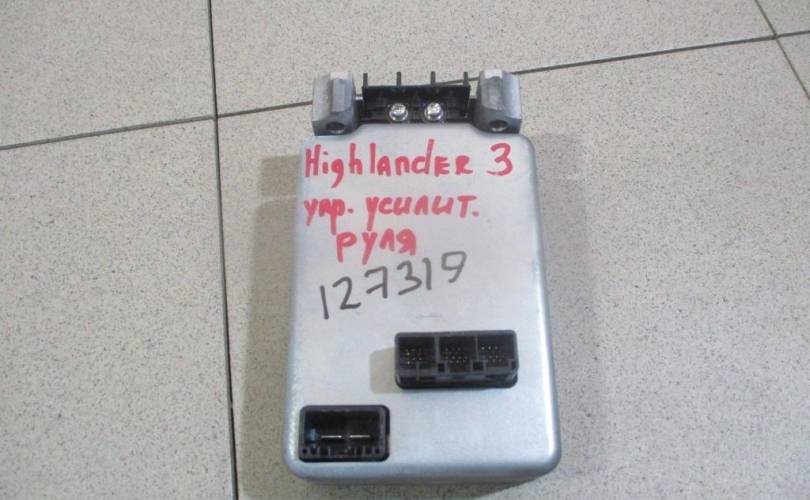 Highlander 3
упр. усилит.
руля
127319